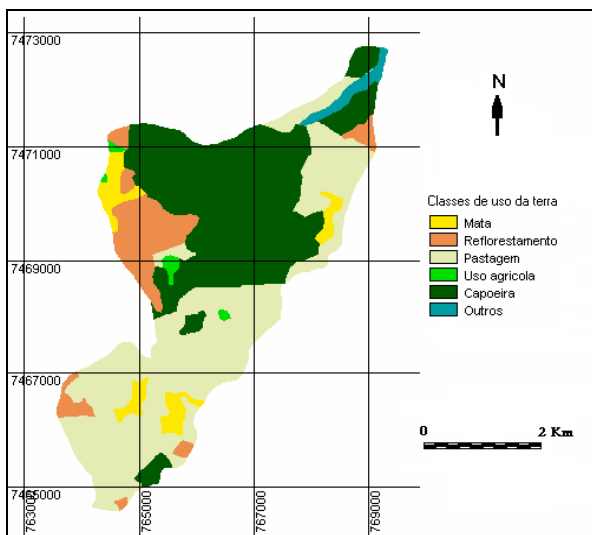 7473000
7471000
7469000
7467000
7465000
763000
765000
767000
769000
N
Classes de uso da terra
Mata
Reflorestamento
Pastagem
Uso agrícola
Capoeira
Outros
0 2 Km